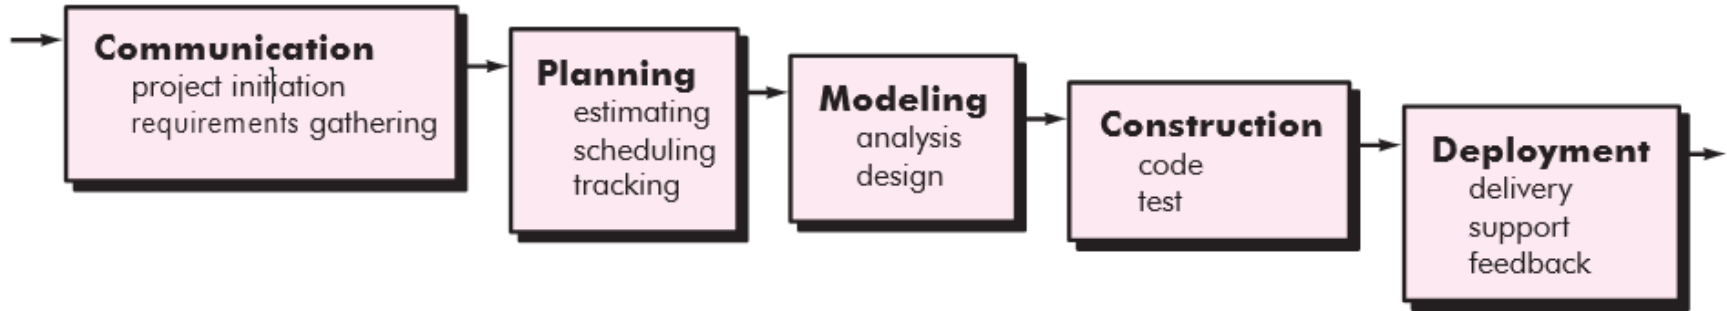 Communication
project initiation
requirements gathering
Planning
estimating
scheduling
tracking
Modeling
analysis
design
Construction
code
test
Deployment
delivery
support
feedback